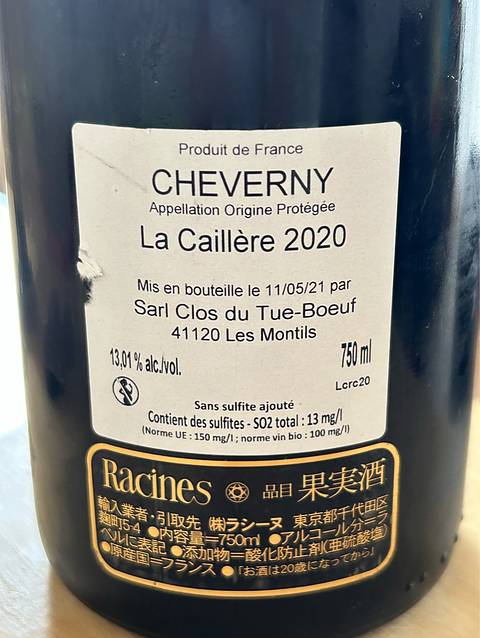 Produit de France
CHEVERNY
Appellation Origine Protégée
La Caillère 2020
Mis en bouteille le 11/05/21 par
Sarl Clos du Tue-Boeuf
41120 Les Montils
13,01 % alc./vol.
750 ml
Lcrc20
Sans sulfite ajouté
Contient des sulfites - SO2 total : 13 mg/l
(Norme UE : 150 mg/l ; norme vin bio : 100 mg/l)
Racines 品目 果実酒
輸入業者・引取先 ㈱ラシーヌ 東京都千代田区
麹町5-4 ●内容量=750ml ●アルコール分=ラ
ベルに表記 ●添加物=酸化防止剤(亜硫酸塩)
●原産国=フランス ●「お酒は20歳になってから」